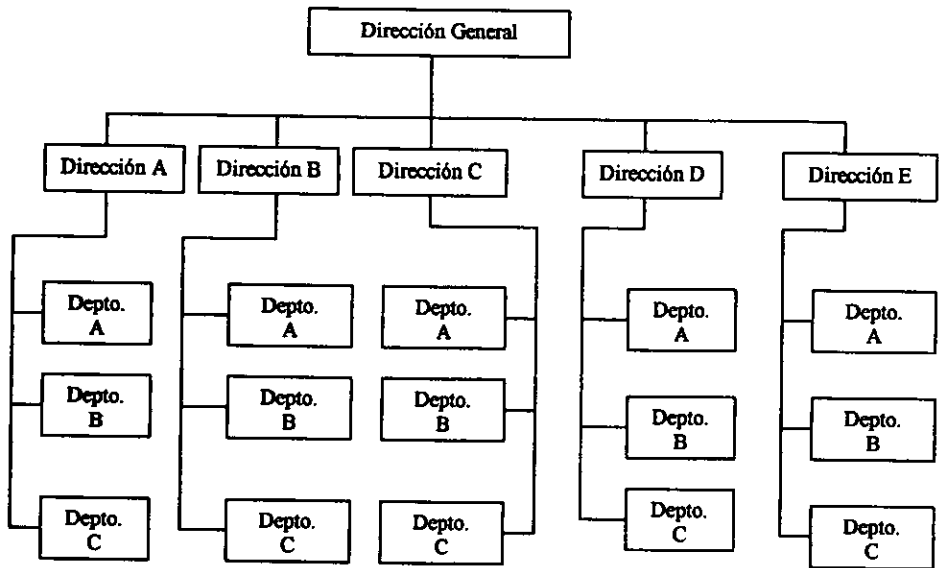 Dirección General
Dirección A
Dirección B
Dirección C
Dirección D
Dirección E
Depto.
A
Depto.
B
Depto.
C
Depto.
A
Depto.
B
Depto.
C
Depto.
A
Depto.
B
Depto.
C
Depto.
A
Depto.
B
Depto.
C
Depto.
A
Depto.
B
Depto.
C